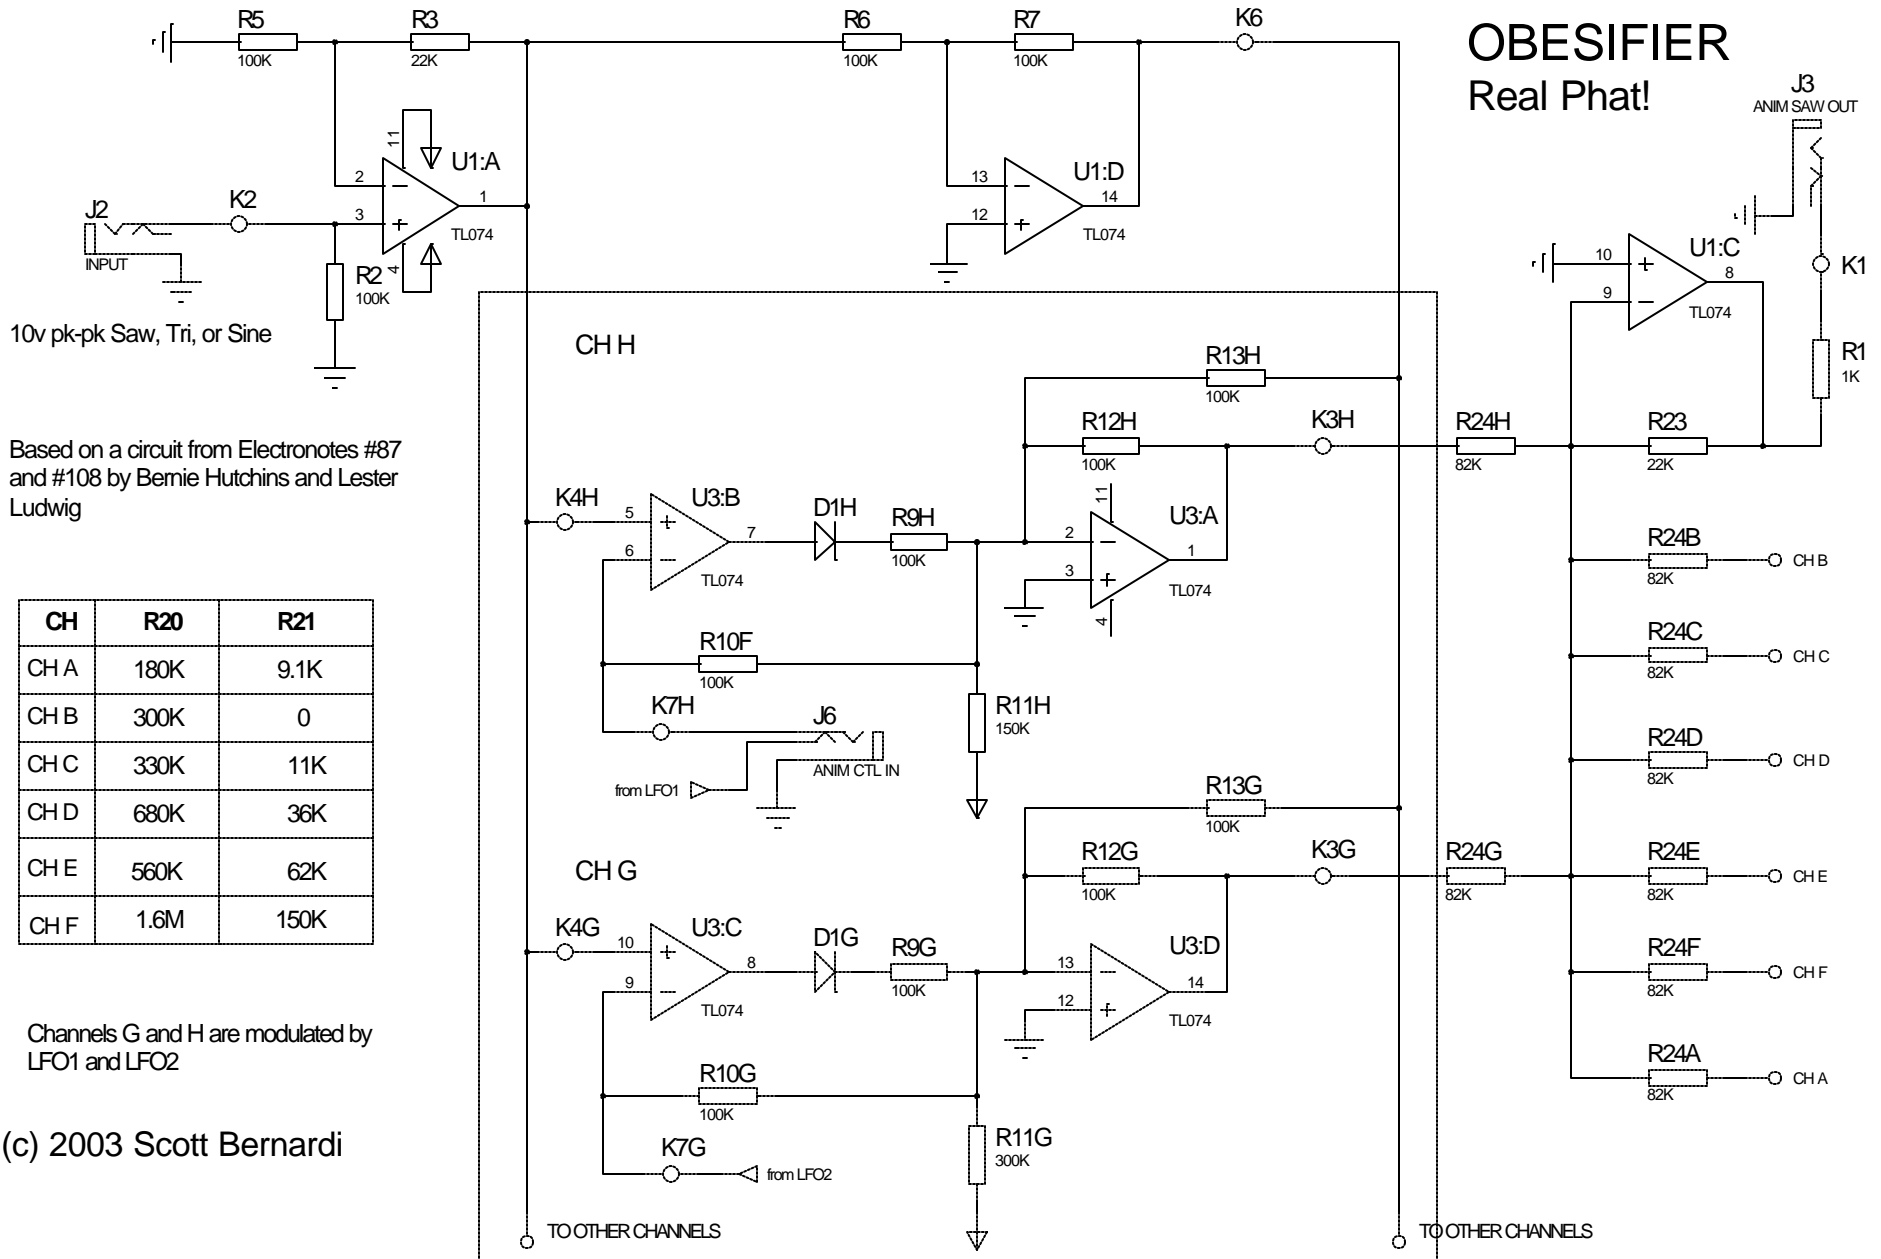 OBESIFIER
Real Phat!
R5
100K
R3
22K
R6
100K
R7
100K
K6
J3
ANIM SAW OUT
11
U1:A
2
3
1
4
TL074
J2
INPUT
K2
R2
100K
10v pk-pk Saw, Tri, or Sine
U1:D
13
12
14
TL074
U1:C
10
9
8
TL074
K1
R1
1K
CH H
R13H
100K
R12H
100K
K3H
R24H
82K
R23
22K
Based on a circuit from Electronotes #87
and #108 by Bernie Hutchins and Lester
Ludwig
K4H
5
6
U3:B
7
TL074
D1H
R9H
100K
11
U3:A
2
3
1
4
TL074
R24B
82K
CH B
R10F
100K
R24C
82K
CH C
K7H
J6
ANIM CTL IN
from LFO1
R11H
150K
R24D
82K
CH D
CH R20 R21
CH A 180K 9.1K
CH B 300K 0
CH C 330K 11K
CH D 680K 36K
CH E 560K 62K
CH F 1.6M 150K
CH G
R13G
100K
R12G
100K
K3G
R24G
82K
R24E
82K
CH E
K4G
10
9
U3:C
8
TL074
D1G
R9G
100K
U3:D
13
12
14
TL074
R24F
82K
CH F
Channels G and H are modulated by
LFO1 and LFO2
R10G
100K
R24A
82K
CH A
K7G
from LFO2
R11G
300K
(c) 2003 Scott Bernardi
TO OTHER CHANNELS
TO OTHER CHANNELS